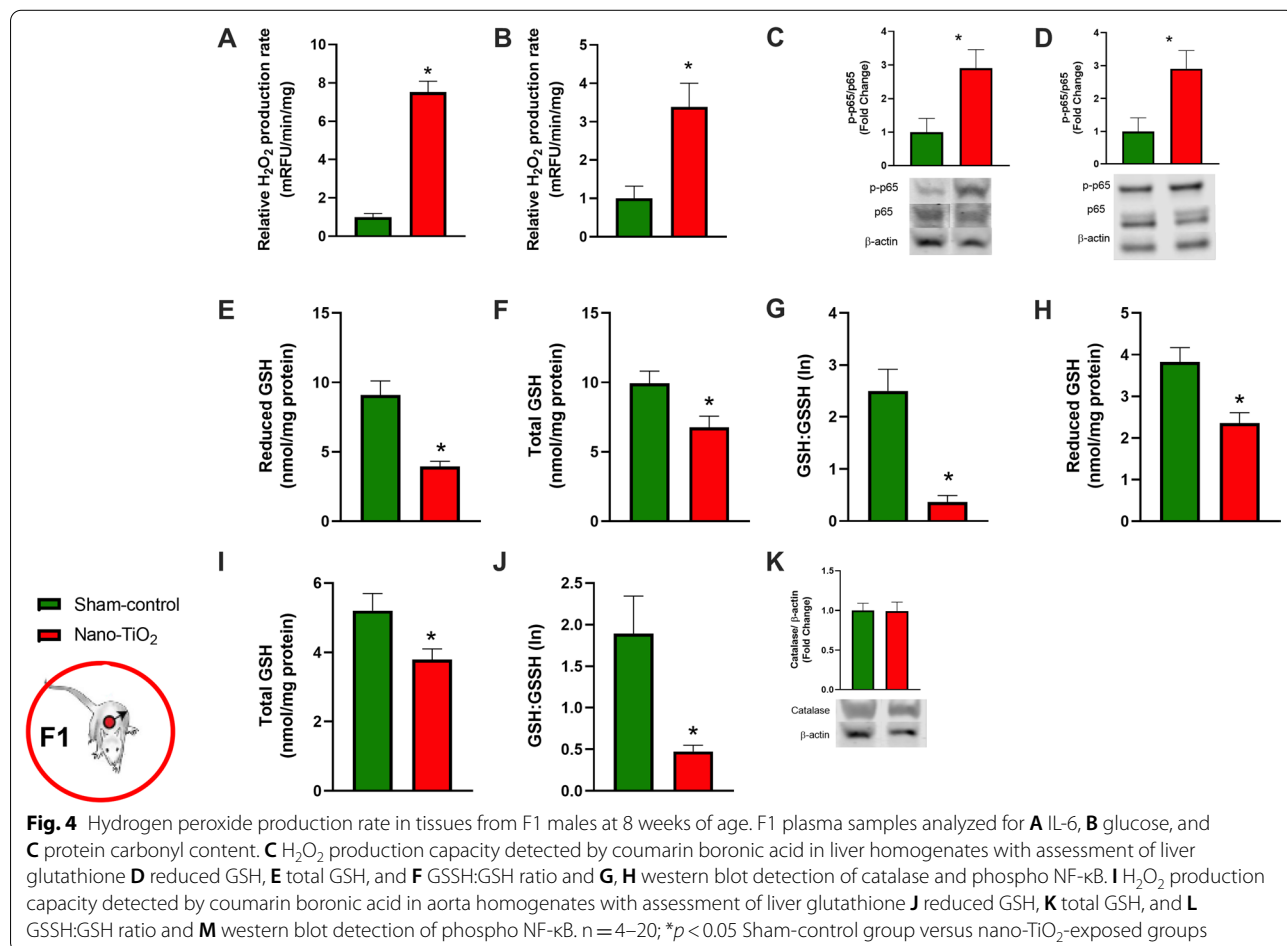 A
Relative H₂O₂ production rate
(mRFU/min/mg)
10
8
6
4
2
0
*
B
Relative H₂O₂ production rate
(mRFU/min/mg)
5
4
3
2
1
0
*
C
p-p65/p65
(Fold Change)
4
3
2
1
0
*
p-p65
p65
β-actin
D
p-p65/p65
(Fold Change)
4
3
2
1
0
*
p-p65
p65
β-actin
E
Reduced GSH
(nmol/mg protein)
15
10
5
0
*
F
Total GSH
(nmol/mg protein)
15
10
5
0
*
G
GSH:GSSH (ln)
4
3
2
1
0
*
H
Reduced GSH
(nmol/mg protein)
5
4
3
2
1
0
*
I
Total GSH
(nmol/mg protein)
6
4
2
0
*
J
GSH:GSSH (ln)
2.5
2.0
1.5
1.0
0.5
0.0
*
K
Catalase/ β-actin
(Fold Change)
1.5
1.0
0.5
0.0
Catalase
β-actin
Sham-control
Nano-TiO₂
F1
Fig. 4 Hydrogen peroxide production rate in tissues from F1 males at 8 weeks of age. F1 plasma samples analyzed for A IL-6, B glucose, and
C protein carbonyl content. C H₂O₂ production capacity detected by coumarin boronic acid in liver homogenates with assessment of liver
glutathione D reduced GSH, E total GSH, and F GSSH:GSH ratio and G, H western blot detection of catalase and phospho NF-κB. I H₂O₂ production
capacity detected by coumarin boronic acid in aorta homogenates with assessment of liver glutathione J reduced GSH, K total GSH, and L
GSSH:GSH ratio and M western blot detection of phospho NF-κB. n = 4–20; *p < 0.05 Sham-control group versus nano-TiO₂-exposed groups